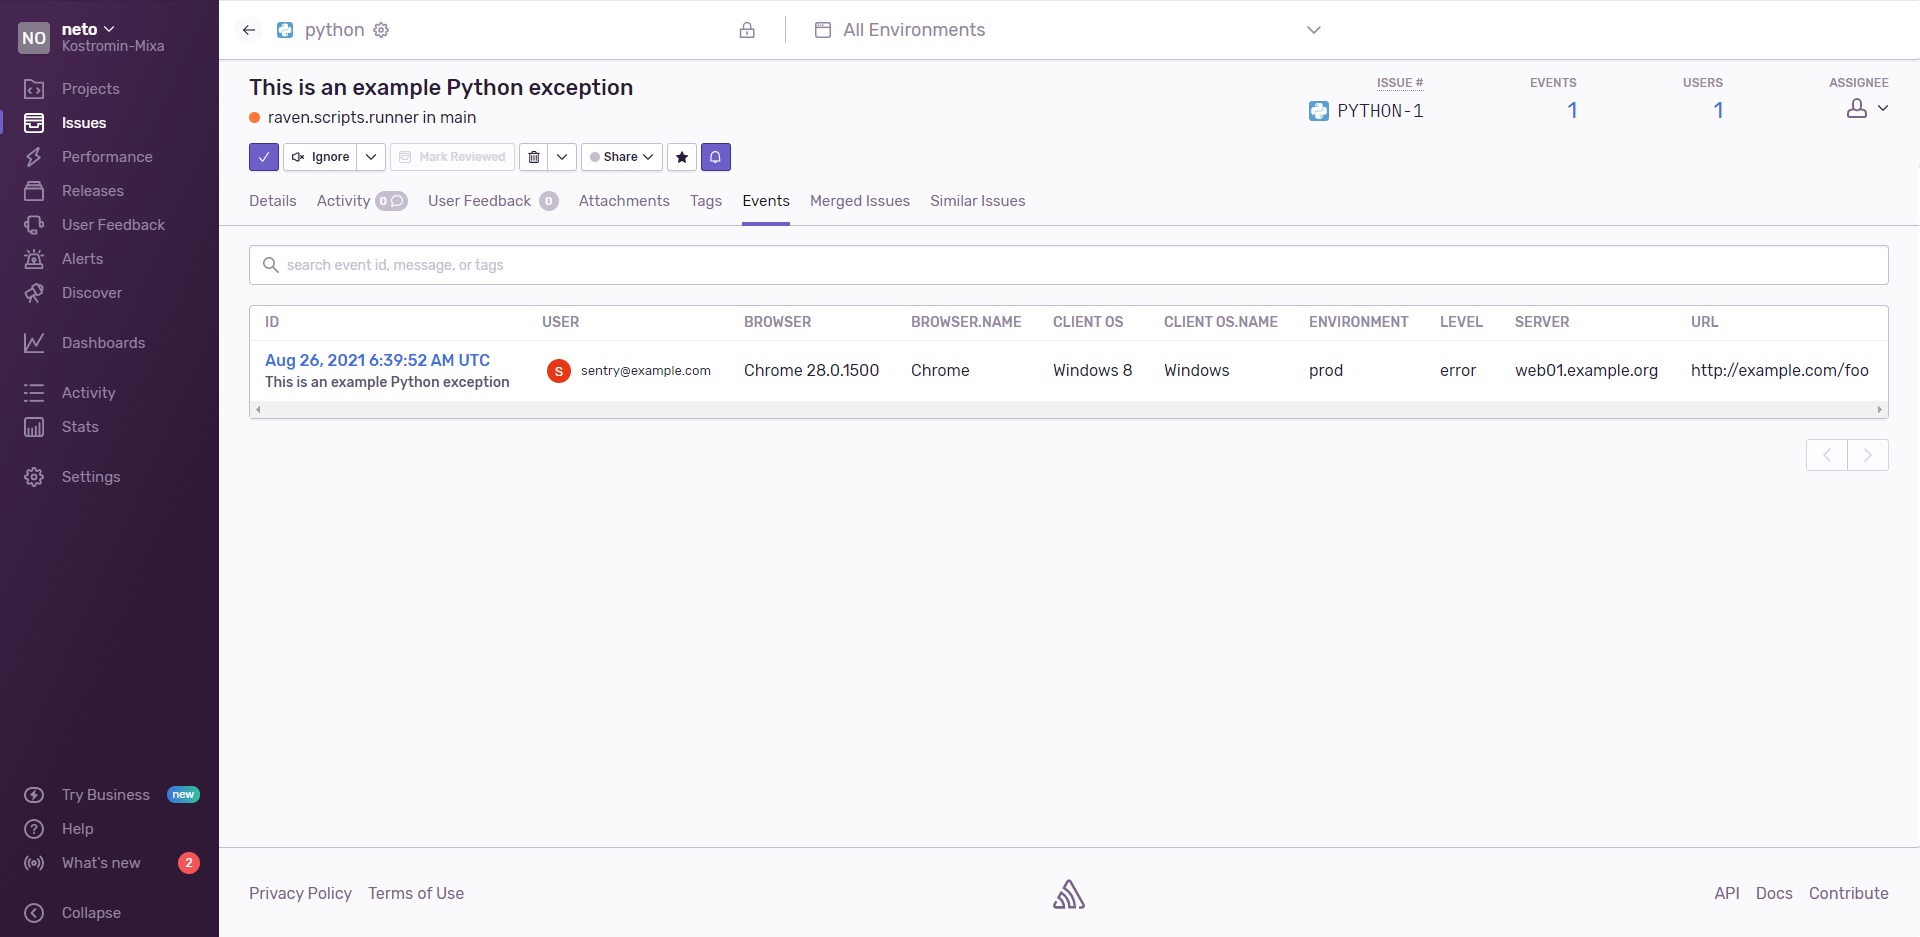 NO
neto
Kostromin-Mixa
Projects
Issues
Performance
Releases
User Feedback
Alerts
Discover
Dashboards
Activity
Stats
Settings
Try Business new
Help
What's new 2
Collapse
python
All Environments
This is an example Python exception
raven.scripts.runner in main
ISSUE # EVENTS USERS ASSIGNEE
PYTHON-1 1 1
Ignore Mark Reviewed Share
Details Activity 0 User Feedback 0 Attachments Tags Events Merged Issues Similar Issues
search event id, message, or tags
ID USER BROWSER BROWSER.NAME CLIENT OS CLIENT OS.NAME ENVIRONMENT LEVEL SERVER URL
Aug 26, 2021 6:39:52 AM UTC
This is an example Python exception
S sentry@example.com Chrome 28.0.1500 Chrome Windows 8 Windows prod error web01.example.org http://example.com/foo
Privacy Policy Terms of Use API Docs Contribute